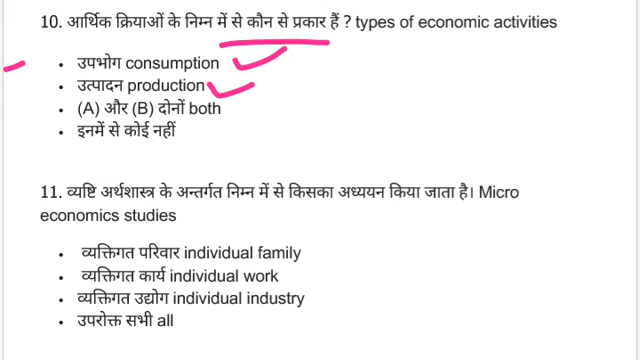 10. आर्थिक क्रियाओं के निम्न में से कौन से प्रकार हैं ? types of economic activities
• उपभोग consumption
• उत्पादन production
• (A) और (B) दोनों both
• इनमें से कोई नहीं
11. व्यष्टि अर्थशास्त्र के अन्तर्गत निम्न में से किसका अध्ययन किया जाता है। Micro
economics studies
• व्यक्तिगत परिवार individual family
• व्यक्तिगत कार्य individual work
• व्यक्तिगत उद्योग individual industry
• उपरोक्त सभी all